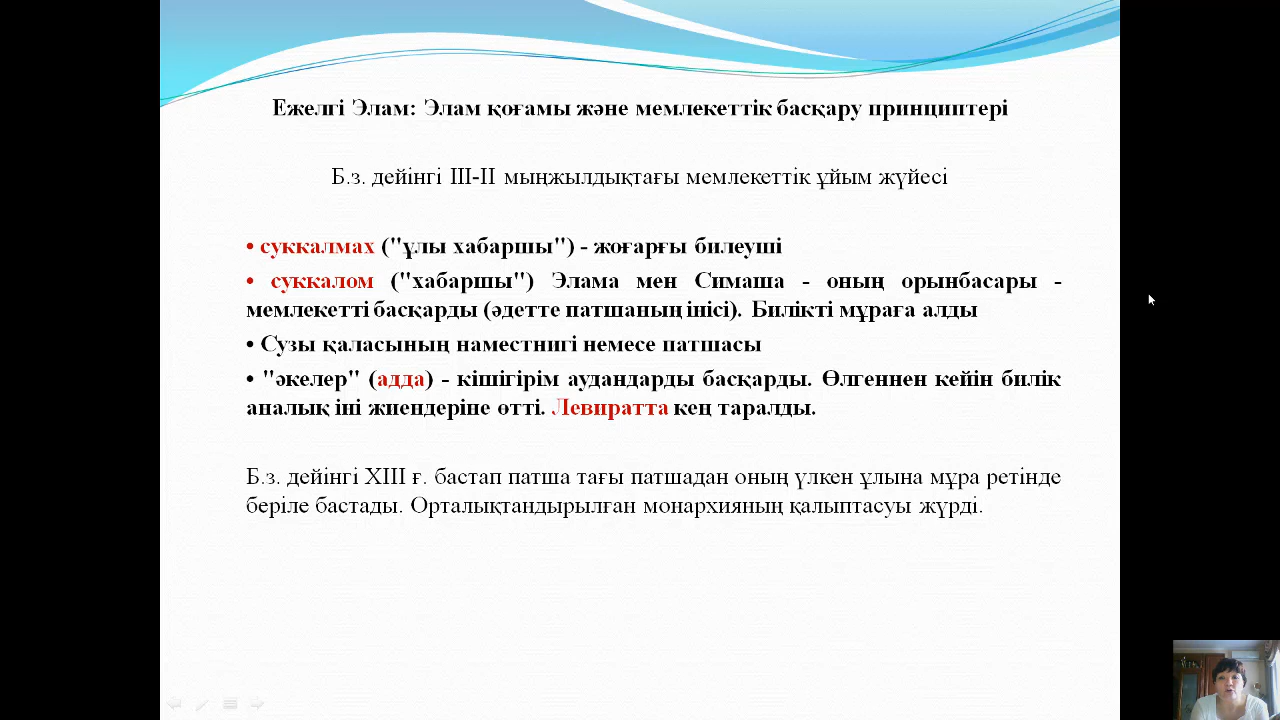 Ежелгі Элам: Элам қоғамы және мемлекеттік басқару принциптері
Б.з. дейінгі III-II мыңжылдықтағы мемлекеттік ұйым жүйесі
• суккалмах ("ұлы хабаршы") - жоғарғы билеуші
• суккалом ("хабаршы") Элама мен Симаша - оның орынбасары -
мемлекетті басқарды (әдетте патшаның інісі). Билікті мұраға алды
• Сузы қаласының наместнигі немесе патшасы
• "әкелер" (адда) - кішігірім аудандарды басқарды. Өлгеннен кейін билік
аналық іні жиендеріне өтті. Левиратта кең таралды.
Б.з. дейінгі XIII ғ. бастап патша тағы патшадан оның үлкен ұлына мұра ретінде
беріле бастады. Орталықтандырылған монархияның қалыптасуы жүрді.